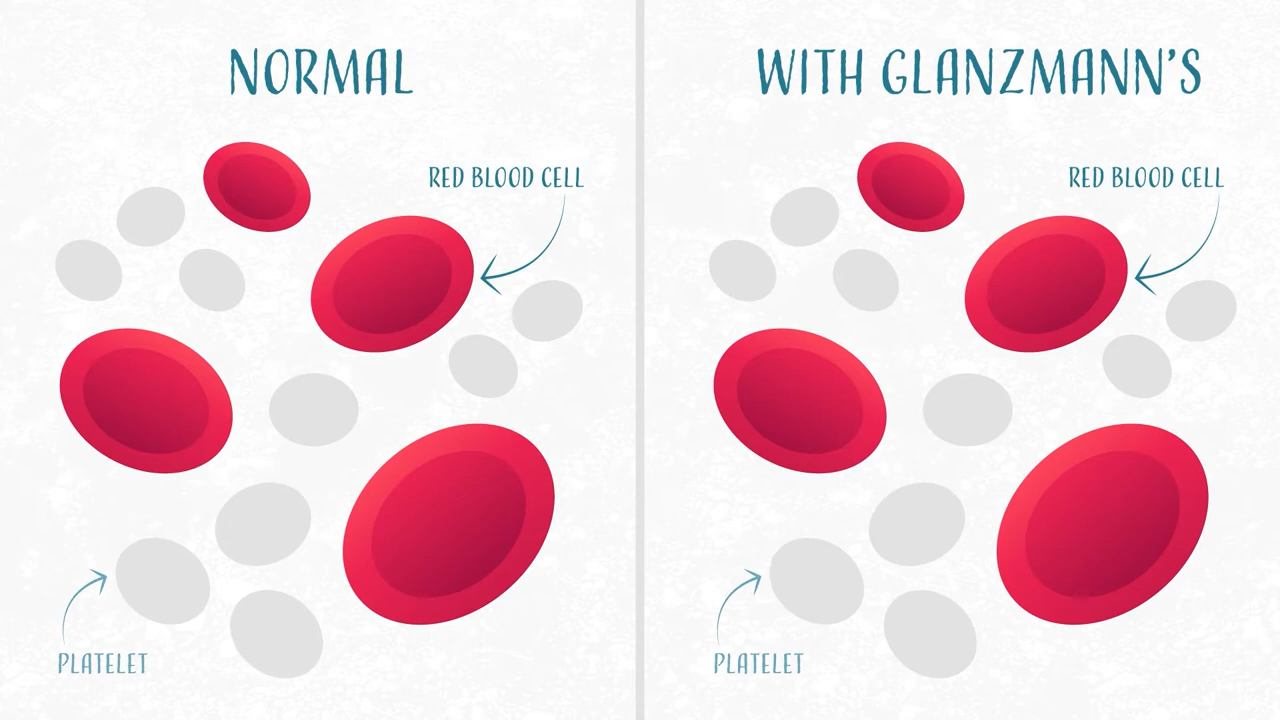 NORMAL
RED BLOOD CELL
PLATELET
WITH GLANZMANN'S
RED BLOOD CELL
PLATELET